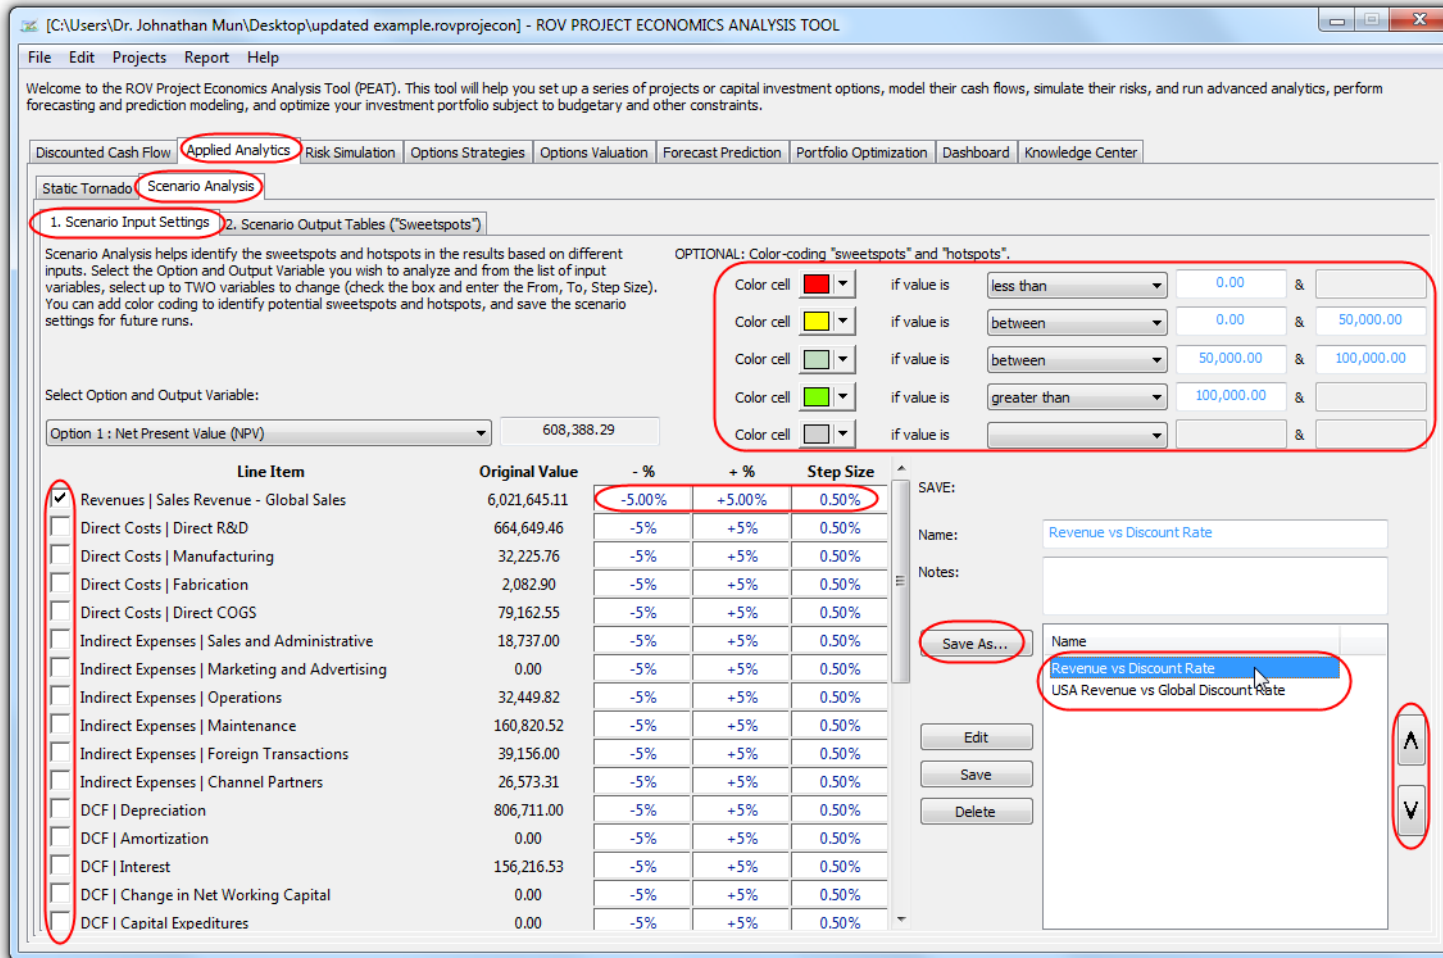 [C:\Users\Dr. Johnathan Mun\Desktop\updated example.rovprojecon] - ROV PROJECT ECONOMICS ANALYSIS TOOL
File Edit Projects Report Help
Welcome to the ROV Project Economics Analysis Tool (PEAT). This tool will help you set up a series of projects or capital investment options, model their cash flows, simulate their risks, and run advanced analytics, perform
forecasting and prediction modeling, and optimize your investment portfolio subject to budgetary and other constraints.
Discounted Cash Flow Applied Analytics Risk Simulation Options Strategies Options Valuation Forecast Prediction Portfolio Optimization Dashboard Knowledge Center
Static Tornado Scenario Analysis
1. Scenario Input Settings 2. Scenario Output Tables ("Sweetspots")
Scenario Analysis helps identify the sweetspots and hotspots in the results based on different
inputs. Select the Option and Output Variable you wish to analyze and from the list of input
variables, select up to TWO variables to change (check the box and enter the From, To, Step Size).
You can add color coding to identify potential sweetspots and hotspots, and save the scenario
settings for future runs.
OPTIONAL: Color-coding "sweetspots" and "hotspots".
Color cell if value is less than 0.00 &
Color cell if value is between 0.00 & 50,000.00
Color cell if value is between 50,000.00 & 100,000.00
Color cell if value is greater than 100,000.00 &
Color cell if value is &
Select Option and Output Variable:
Option 1 : Net Present Value (NPV) 608,388.29
Line Item Original Value - % + % Step Size
Revenues | Sales Revenue - Global Sales 6,021,645.11 -5.00% +5.00% 0.50%
Direct Costs | Direct R&D 664,649.46 -5% +5% 0.50%
Direct Costs | Manufacturing 32,225.76 -5% +5% 0.50%
Direct Costs | Fabrication 2,082.90 -5% +5% 0.50%
Direct Costs | Direct COGS 79,162.55 -5% +5% 0.50%
Indirect Expenses | Sales and Administrative 18,737.00 -5% +5% 0.50%
Indirect Expenses | Marketing and Advertising 0.00 -5% +5% 0.50%
Indirect Expenses | Operations 32,449.82 -5% +5% 0.50%
Indirect Expenses | Maintenance 160,820.52 -5% +5% 0.50%
Indirect Expenses | Foreign Transactions 39,156.00 -5% +5% 0.50%
Indirect Expenses | Channel Partners 26,573.31 -5% +5% 0.50%
DCF | Depreciation 806,711.00 -5% +5% 0.50%
DCF | Amortization 0.00 -5% +5% 0.50%
DCF | Interest 156,216.53 -5% +5% 0.50%
DCF | Change in Net Working Capital 0.00 -5% +5% 0.50%
DCF | Capital Expeditures 0.00 -5% +5% 0.50%
SAVE:
Name: Revenue vs Discount Rate
Notes:
Save As...
Name
Revenue vs Discount Rate
USA Revenue vs Global Discount Rate
Edit
Save
Delete